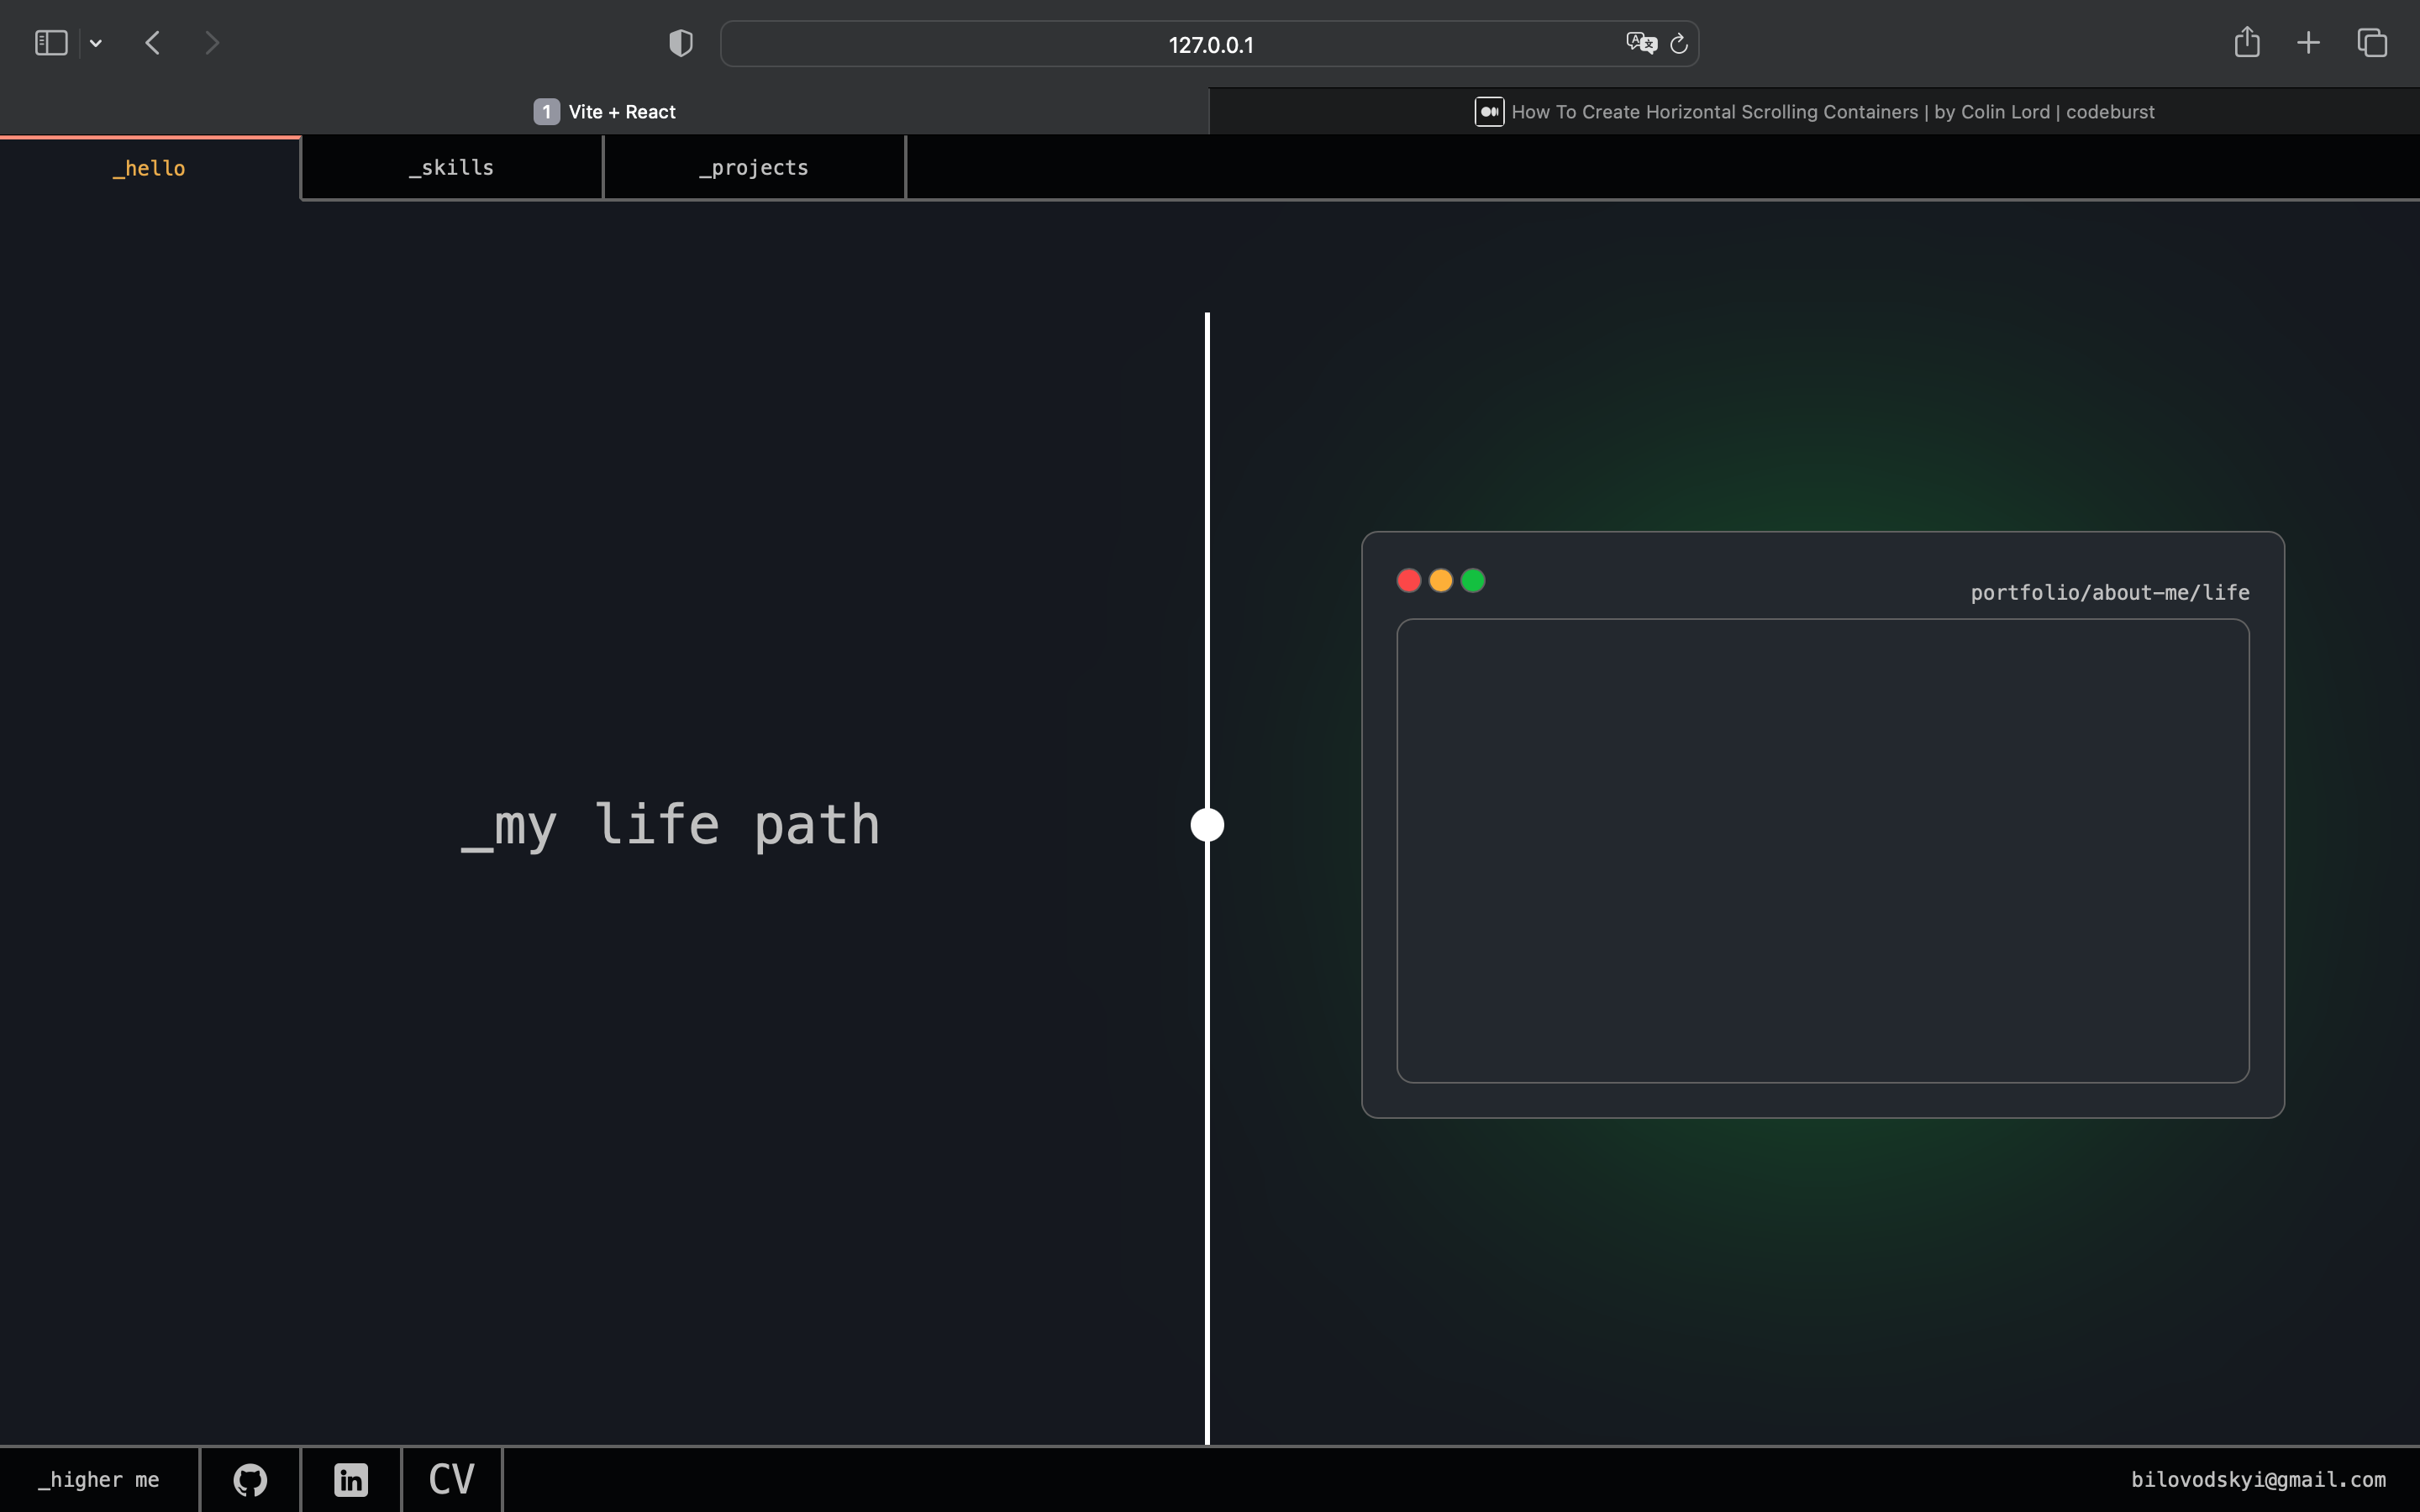 127.0.0.1
1 Vite + React
How To Create Horizontal Scrolling Containers | by Colin Lord | codeburst
_hello
_skills
_projects
portfolio/about-me/life
_my life path
_higher me
in
CV
bilovodskyi@gmail.com